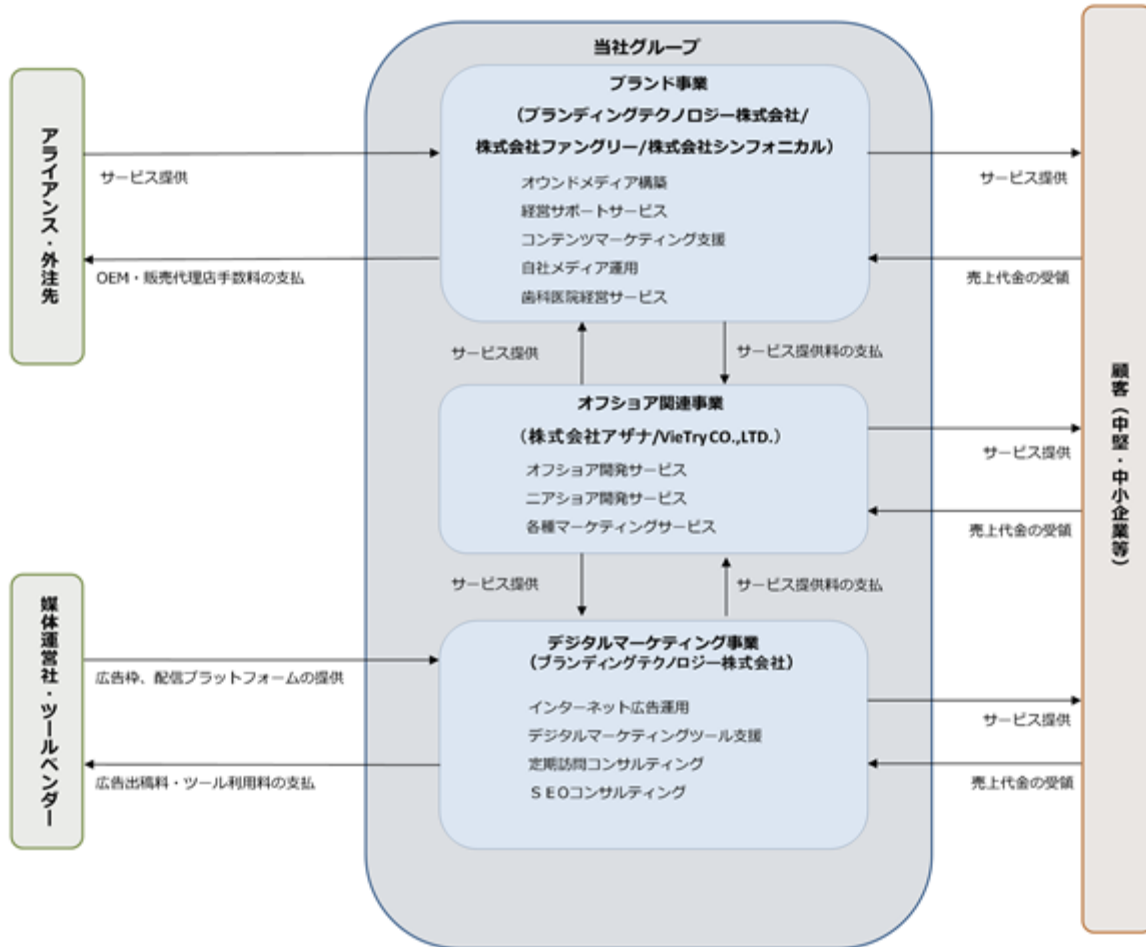 当社グループ
ブランド事業
(ブランディングテクノロジー株式会社/
株式会社ファングリー/株式会社シンフォニカル)
オウンドメディア構築
経営サポートサービス
コンテンツマーケティング支援
自社メディア運用
歯科医院経営サービス
アライアンス・外注先
サービス提供
OEM・販売代理店手数料の支払
サービス提供
売上代金の受領
サービス提供
サービス提供料の支払
オフショア関連事業
(株式会社アザナ/VieTry CO.,LTD.)
オフショア開発サービス
ニアショア開発サービス
各種マーケティングサービス
サービス提供
売上代金の受領
顧客(中堅・中小企業等)
サービス提供
サービス提供料の支払
媒体運営社・ツールベンダー
広告枠、配信プラットフォームの提供
広告出稿料・ツール利用料の支払
デジタルマーケティング事業
(ブランディングテクノロジー株式会社)
インターネット広告運用
デジタルマーケティングツール支援
定期訪問コンサルティング
SEOコンサルティング
サービス提供
売上代金の受領